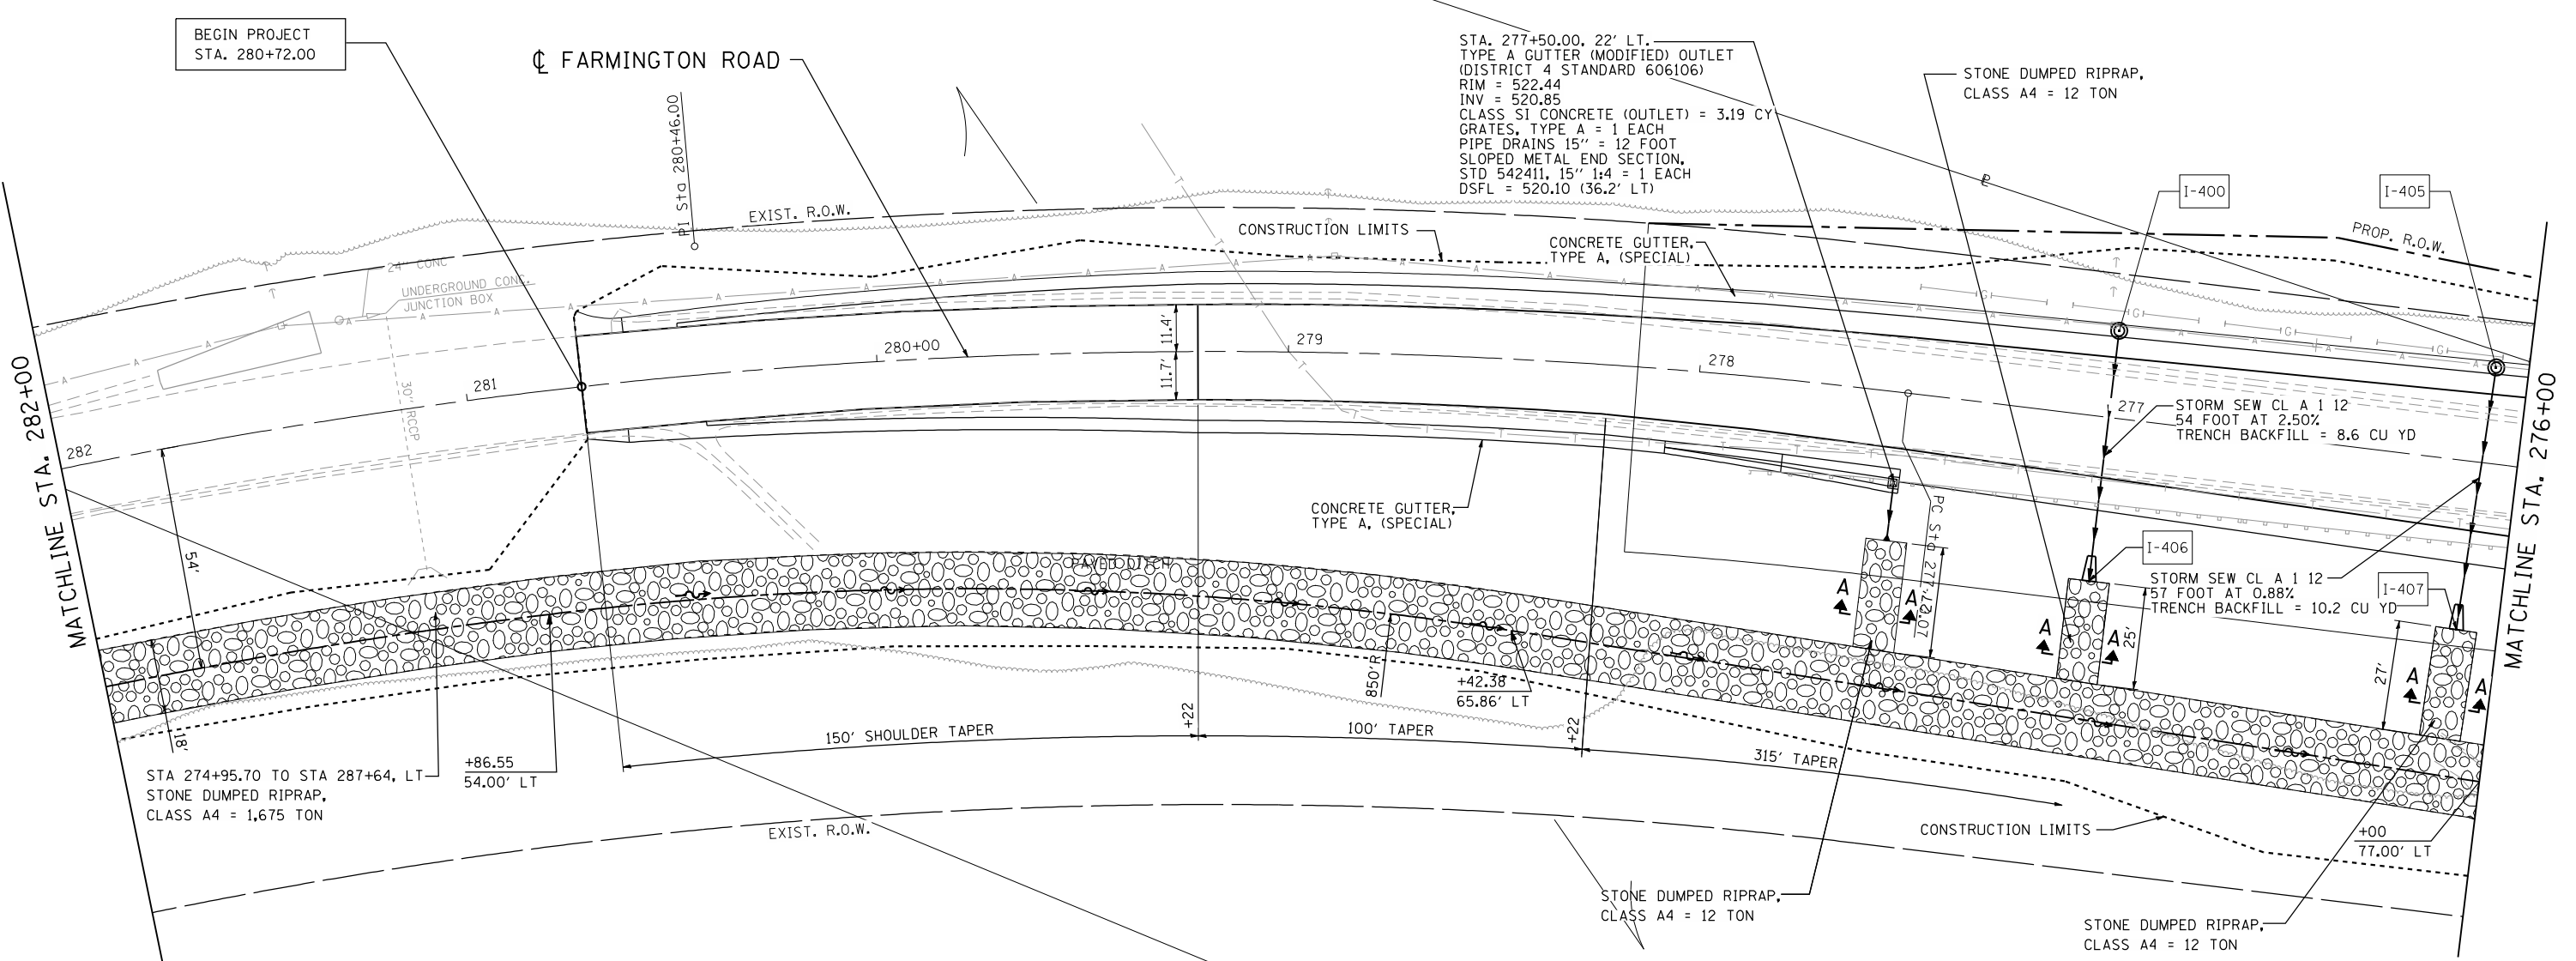 BEGIN PROJECT
STA. 280+72.00
℄ FARMINGTON ROAD
PI Sta 280+46.00
STA. 277+50.00, 22' LT.
TYPE A GUTTER (MODIFIED) OUTLET
(DISTRICT 4 STANDARD 606106)
RIM = 522.44
INV = 520.85
CLASS SI CONCRETE (OUTLET) = 3.19 CY
GRATES, TYPE A = 1 EACH
PIPE DRAINS 15" = 12 FOOT
SLOPED METAL END SECTION,
STD 542411, 15" 1:4 = 1 EACH
DSFL = 520.10 (36.2' LT)
STONE DUMPED RIPRAP,
CLASS A4 = 12 TON
I-400
I-405
EXIST. R.O.W.
CONSTRUCTION LIMITS
CONCRETE GUTTER,
TYPE A, (SPECIAL)
PROP. R.O.W.
24" CONC
UNDERGROUND CONC.
JUNCTION BOX
30" RCCP
11.4'
11.7'
282
281
280+00
279
278
277
MATCHLINE STA. 282+00
MATCHLINE STA. 276+00
STORM SEW CL A 1 12
54 FOOT AT 2.50%
TRENCH BACKFILL = 8.6 CU YD
CONCRETE GUTTER,
TYPE A, (SPECIAL)
PC Sta 277+42.07
I-406
STORM SEW CL A 1 12
57 FOOT AT 0.88%
TRENCH BACKFILL = 10.2 CU YD
I-407
54'
PAVED DITCH
A
A
A
A
A
A
25'
27'
18'
850' R
+42.38
65.86' LT
+22
+22
150' SHOULDER TAPER
100' TAPER
315' TAPER
STA 274+95.70 TO STA 287+64, LT
STONE DUMPED RIPRAP,
CLASS A4 = 1,675 TON
+86.55
54.00' LT
EXIST. R.O.W.
CONSTRUCTION LIMITS
+00
77.00' LT
STONE DUMPED RIPRAP,
CLASS A4 = 12 TON
STONE DUMPED RIPRAP,
CLASS A4 = 12 TON